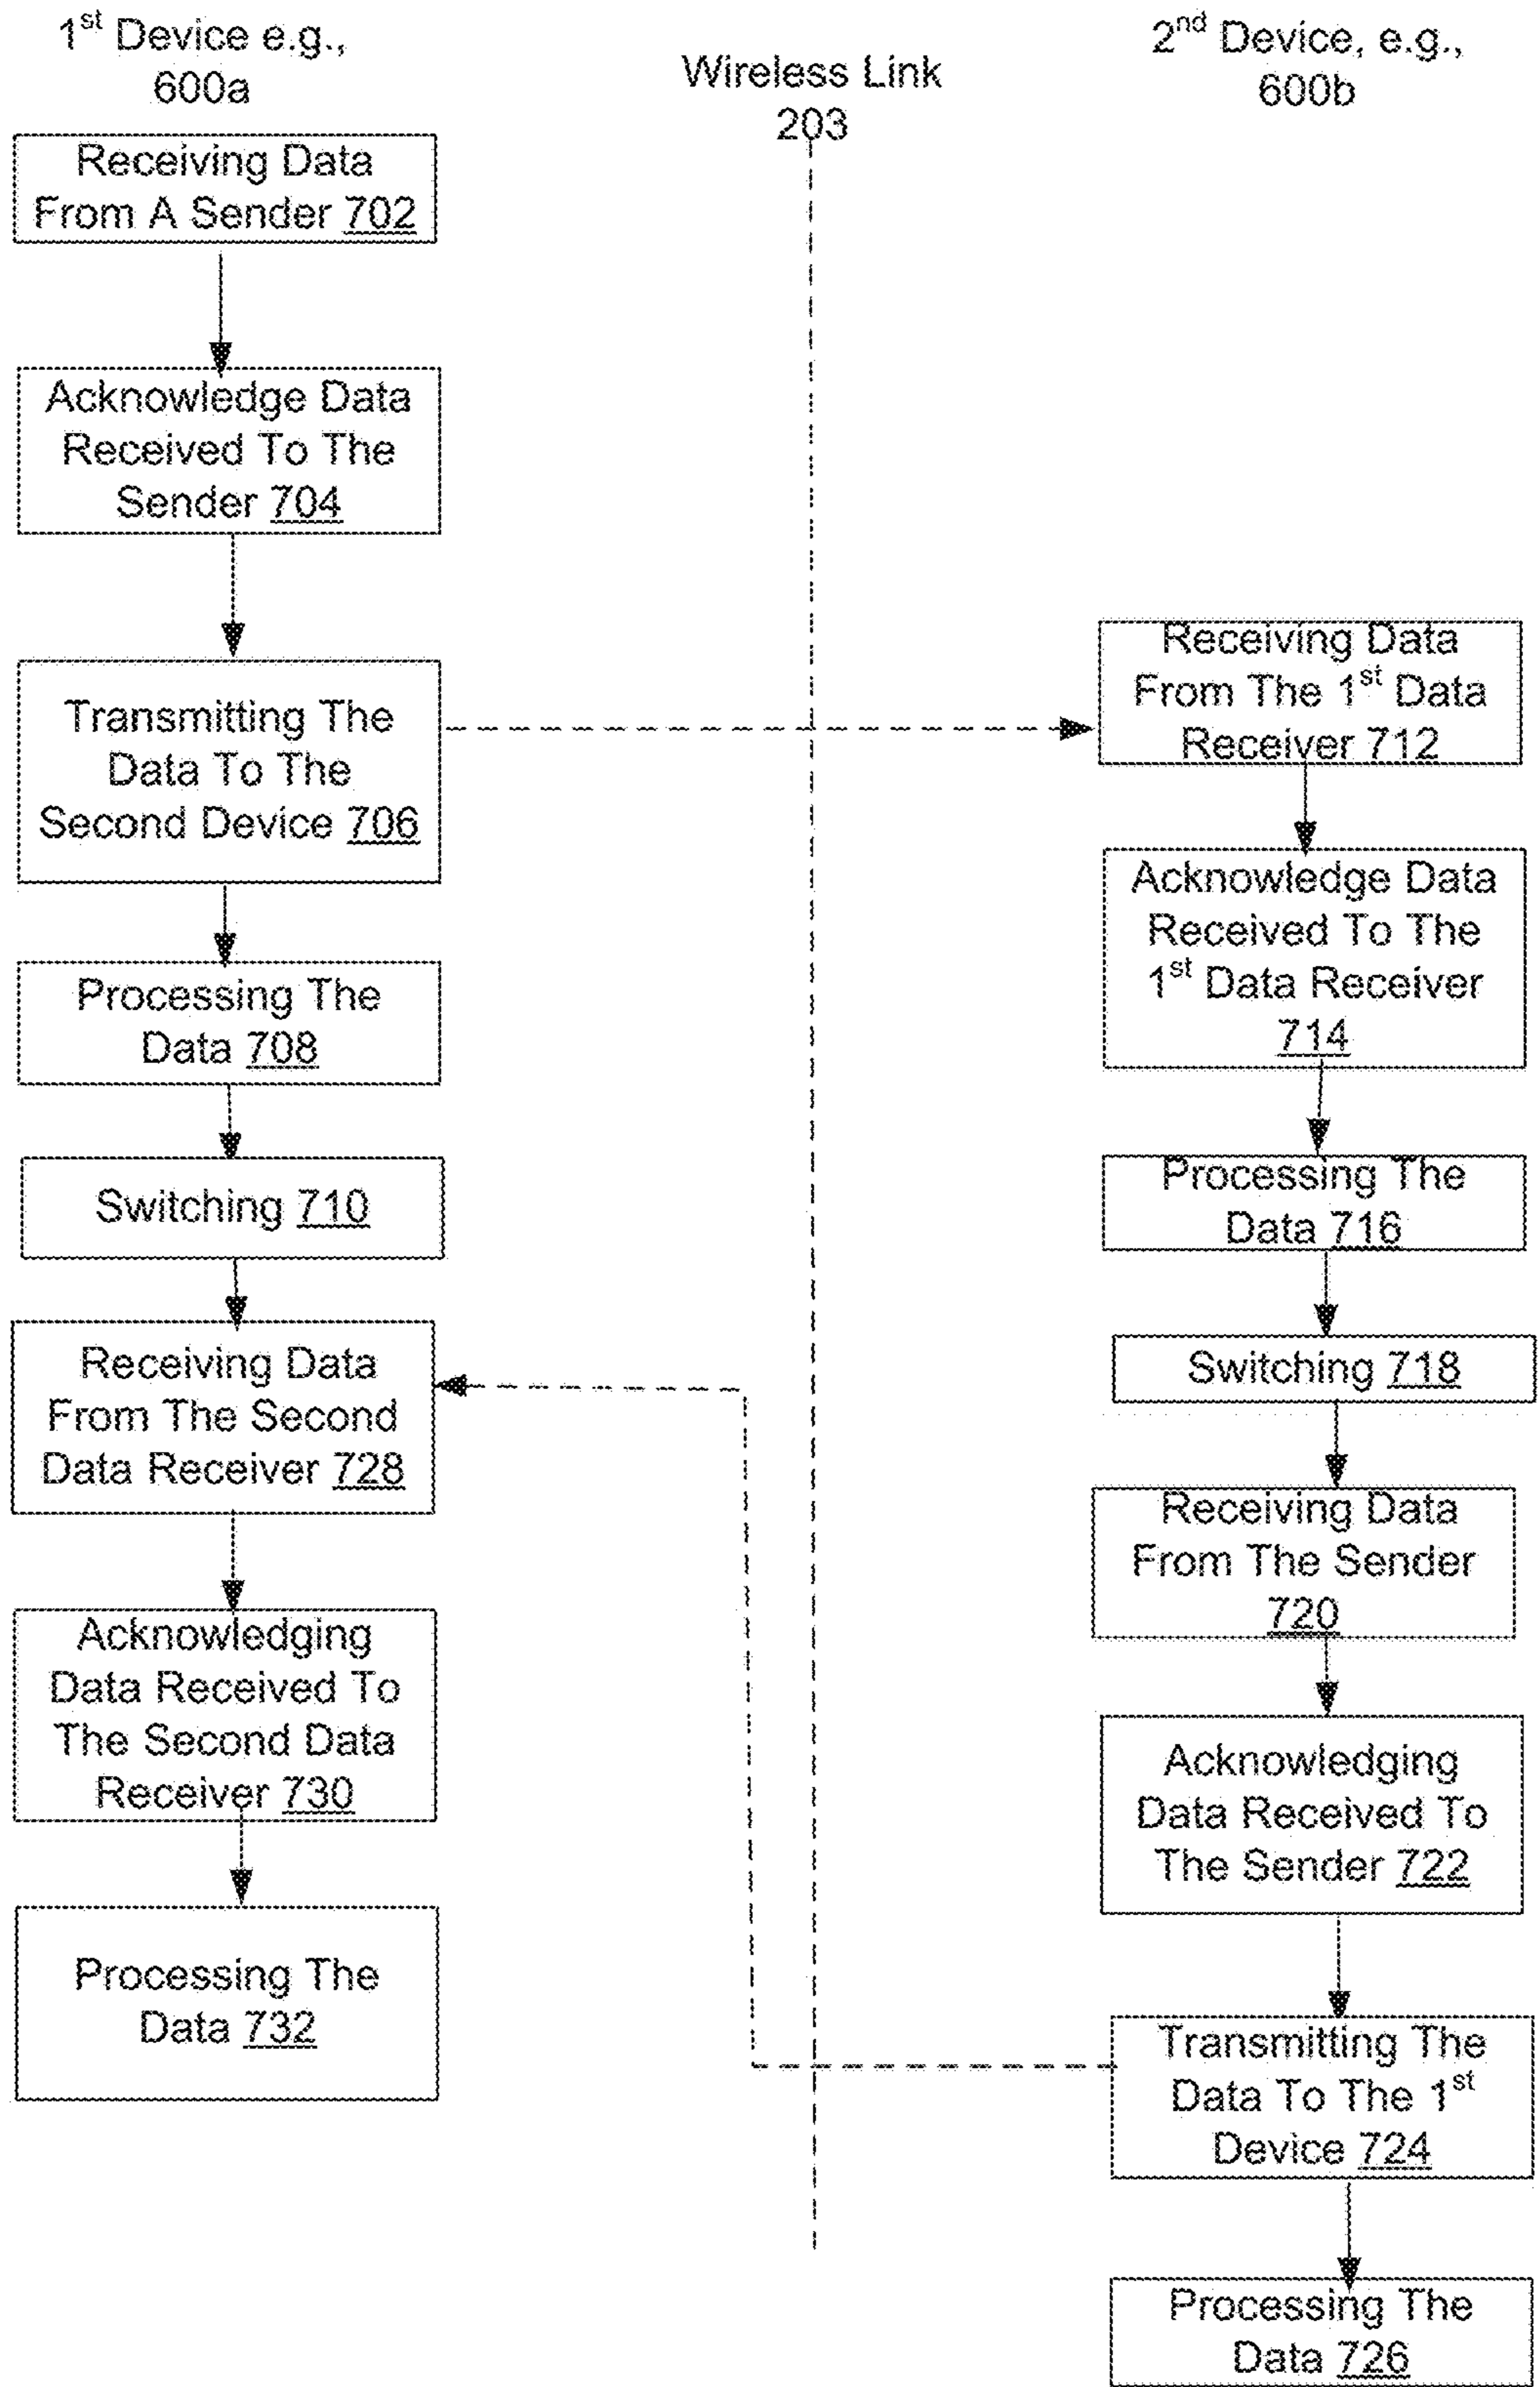 1st Device e.g.,
600a
Wireless Link
203
2nd Device, e.g.,
600b
Receiving Data
From A Sender 702
Acknowledge Data
Received To The
Sender 704
Transmitting The
Data To The
Second Device 706
Processing The
Data 708
Switching 710
Receiving Data
From The Second
Data Receiver 728
Acknowledging
Data Received To
The Second Data
Receiver 730
Processing The
Data 732
Receiving Data
From The 1st Data
Receiver 712
Acknowledge Data
Received To The
1st Data Receiver
714
Processing The
Data 716
Switching 718
Receiving Data
From The Sender
720
Acknowledging
Data Received To
The Sender 722
Transmitting The
Data To The 1st
Device 724
Processing The
Data 726